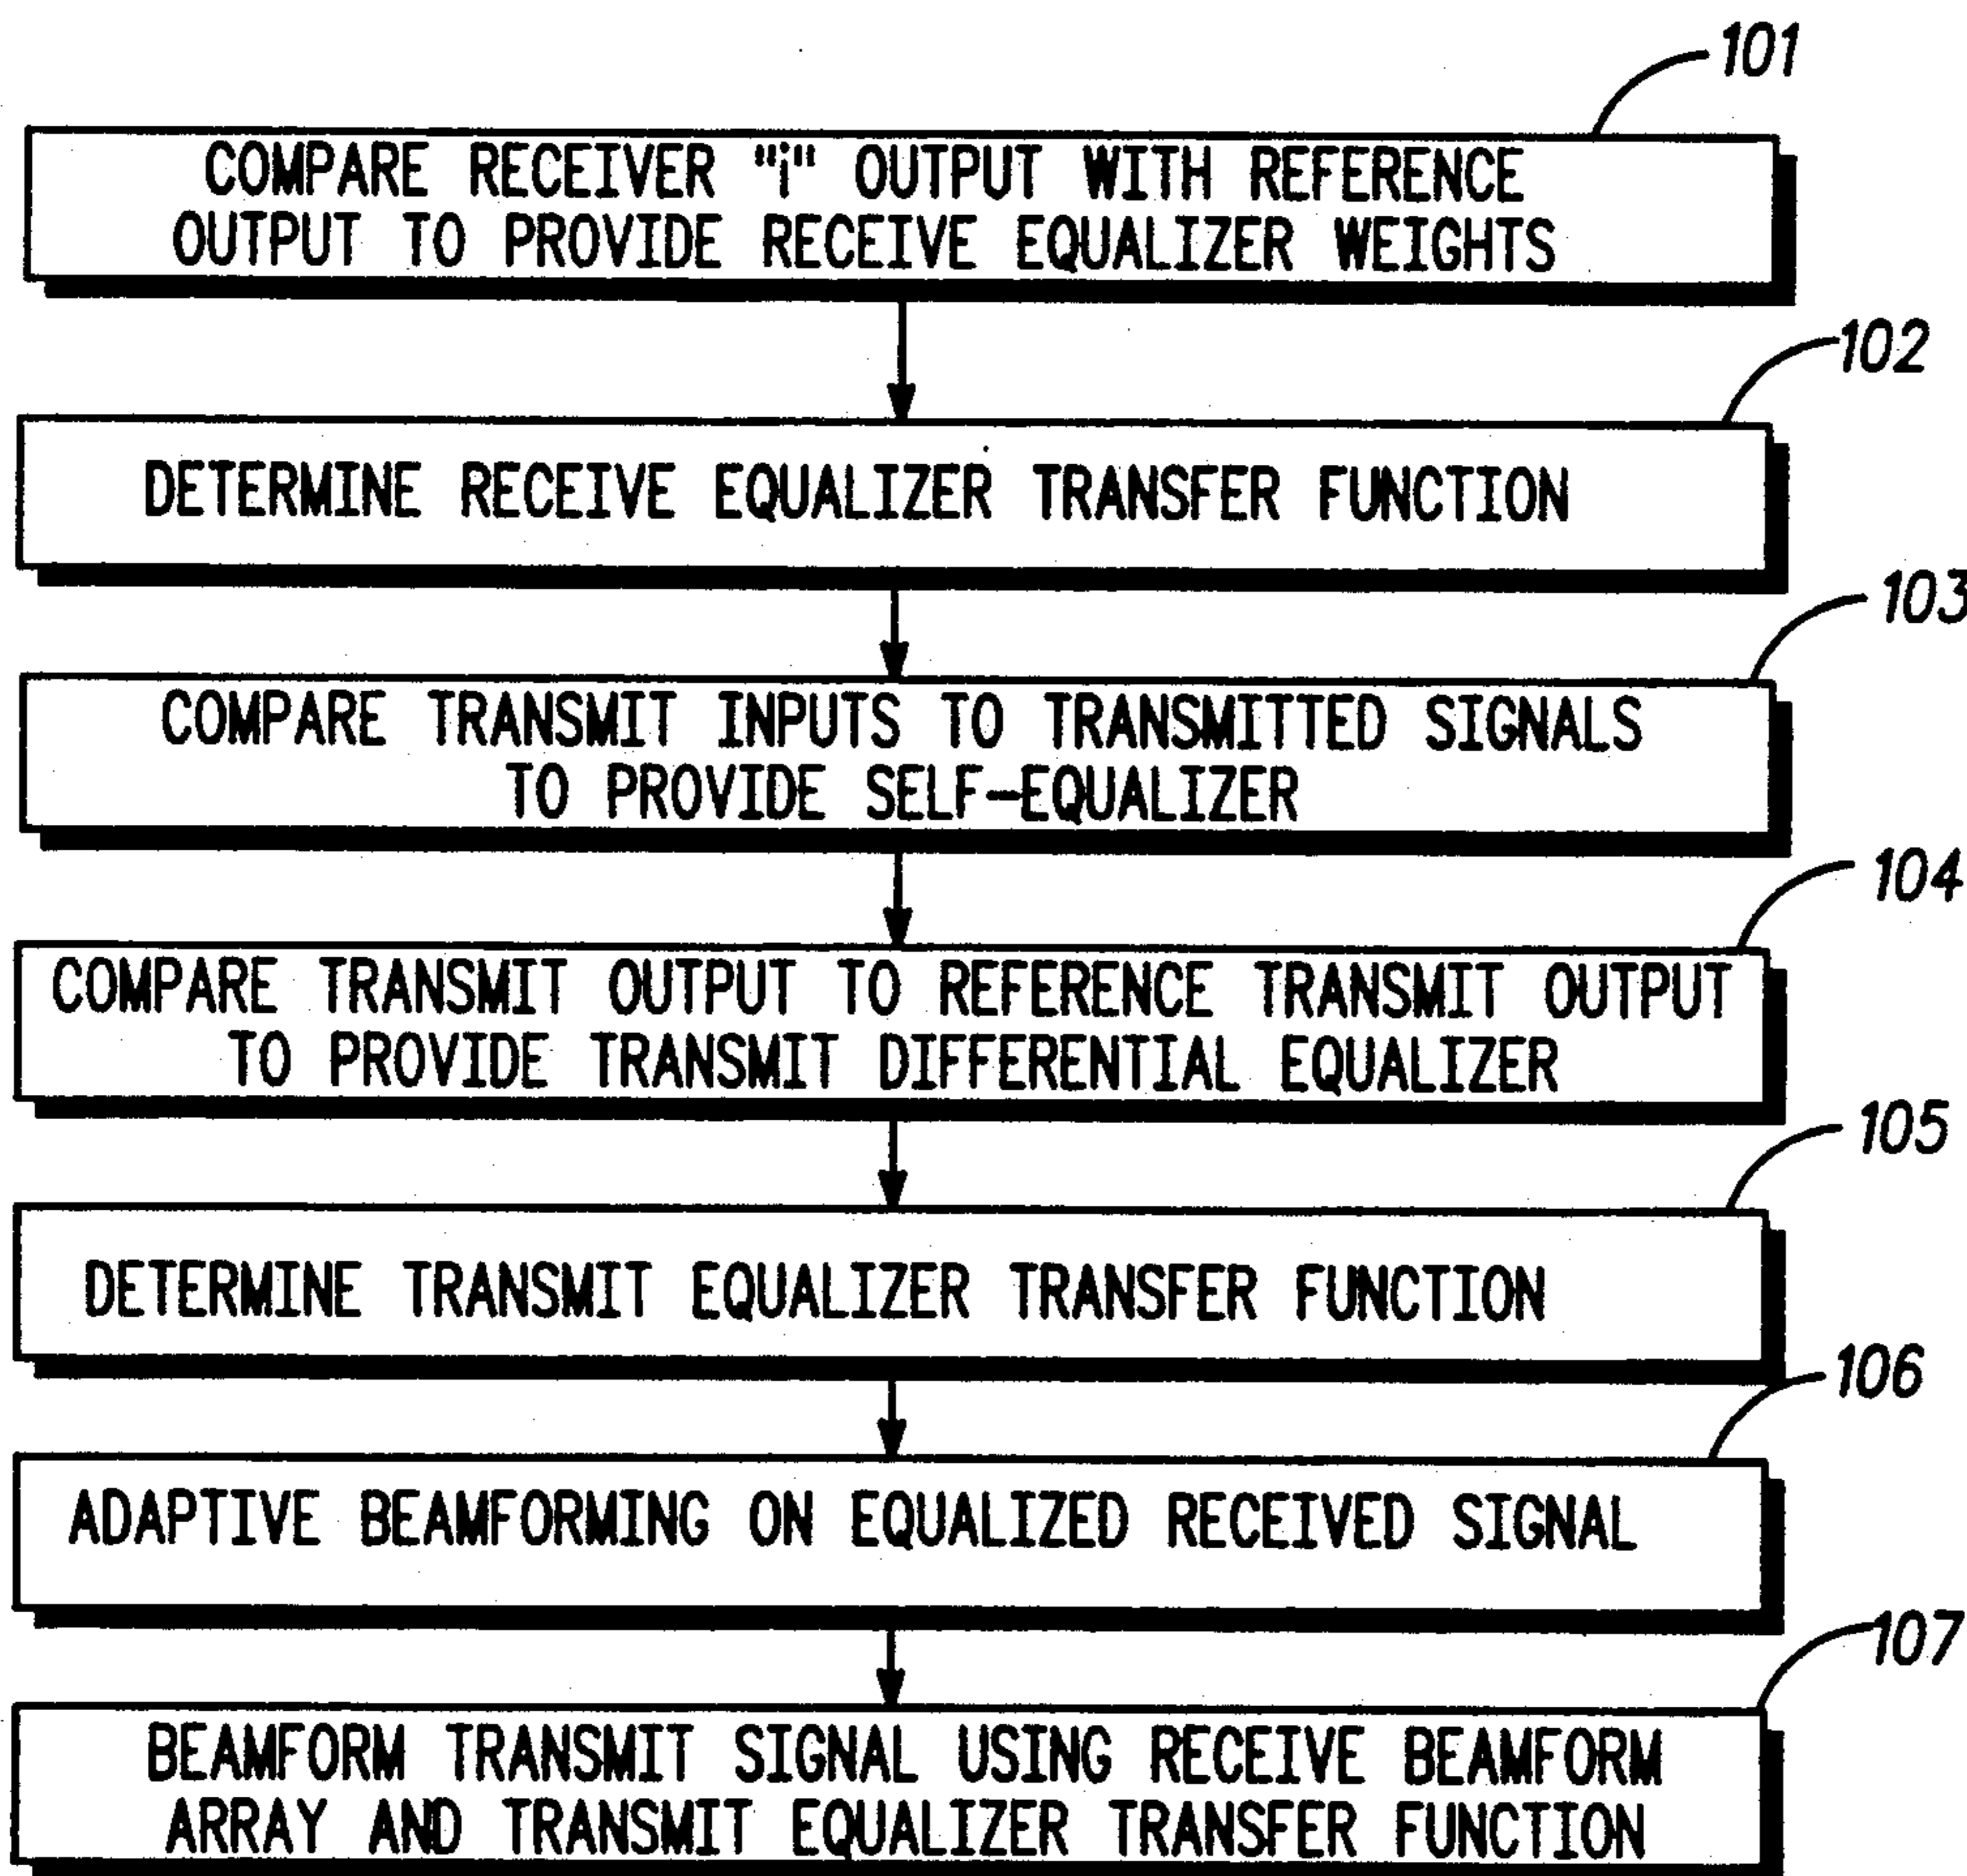 101
COMPARE RECEIVER "i" OUTPUT WITH REFERENCE
OUTPUT TO PROVIDE RECEIVE EQUALIZER WEIGHTS
102
DETERMINE RECEIVE EQUALIZER TRANSFER FUNCTION
103
COMPARE TRANSMIT INPUTS TO TRANSMITTED SIGNALS
TO PROVIDE SELF-EQUALIZER
104
COMPARE TRANSMIT OUTPUT TO REFERENCE TRANSMIT OUTPUT
TO PROVIDE TRANSMIT DIFFERENTIAL EQUALIZER
105
DETERMINE TRANSMIT EQUALIZER TRANSFER FUNCTION
106
ADAPTIVE BEAMFORMING ON EQUALIZED RECEIVED SIGNAL
107
BEAMFORM TRANSMIT SIGNAL USING RECEIVE BEAMFORM
ARRAY AND TRANSMIT EQUALIZER TRANSFER FUNCTION